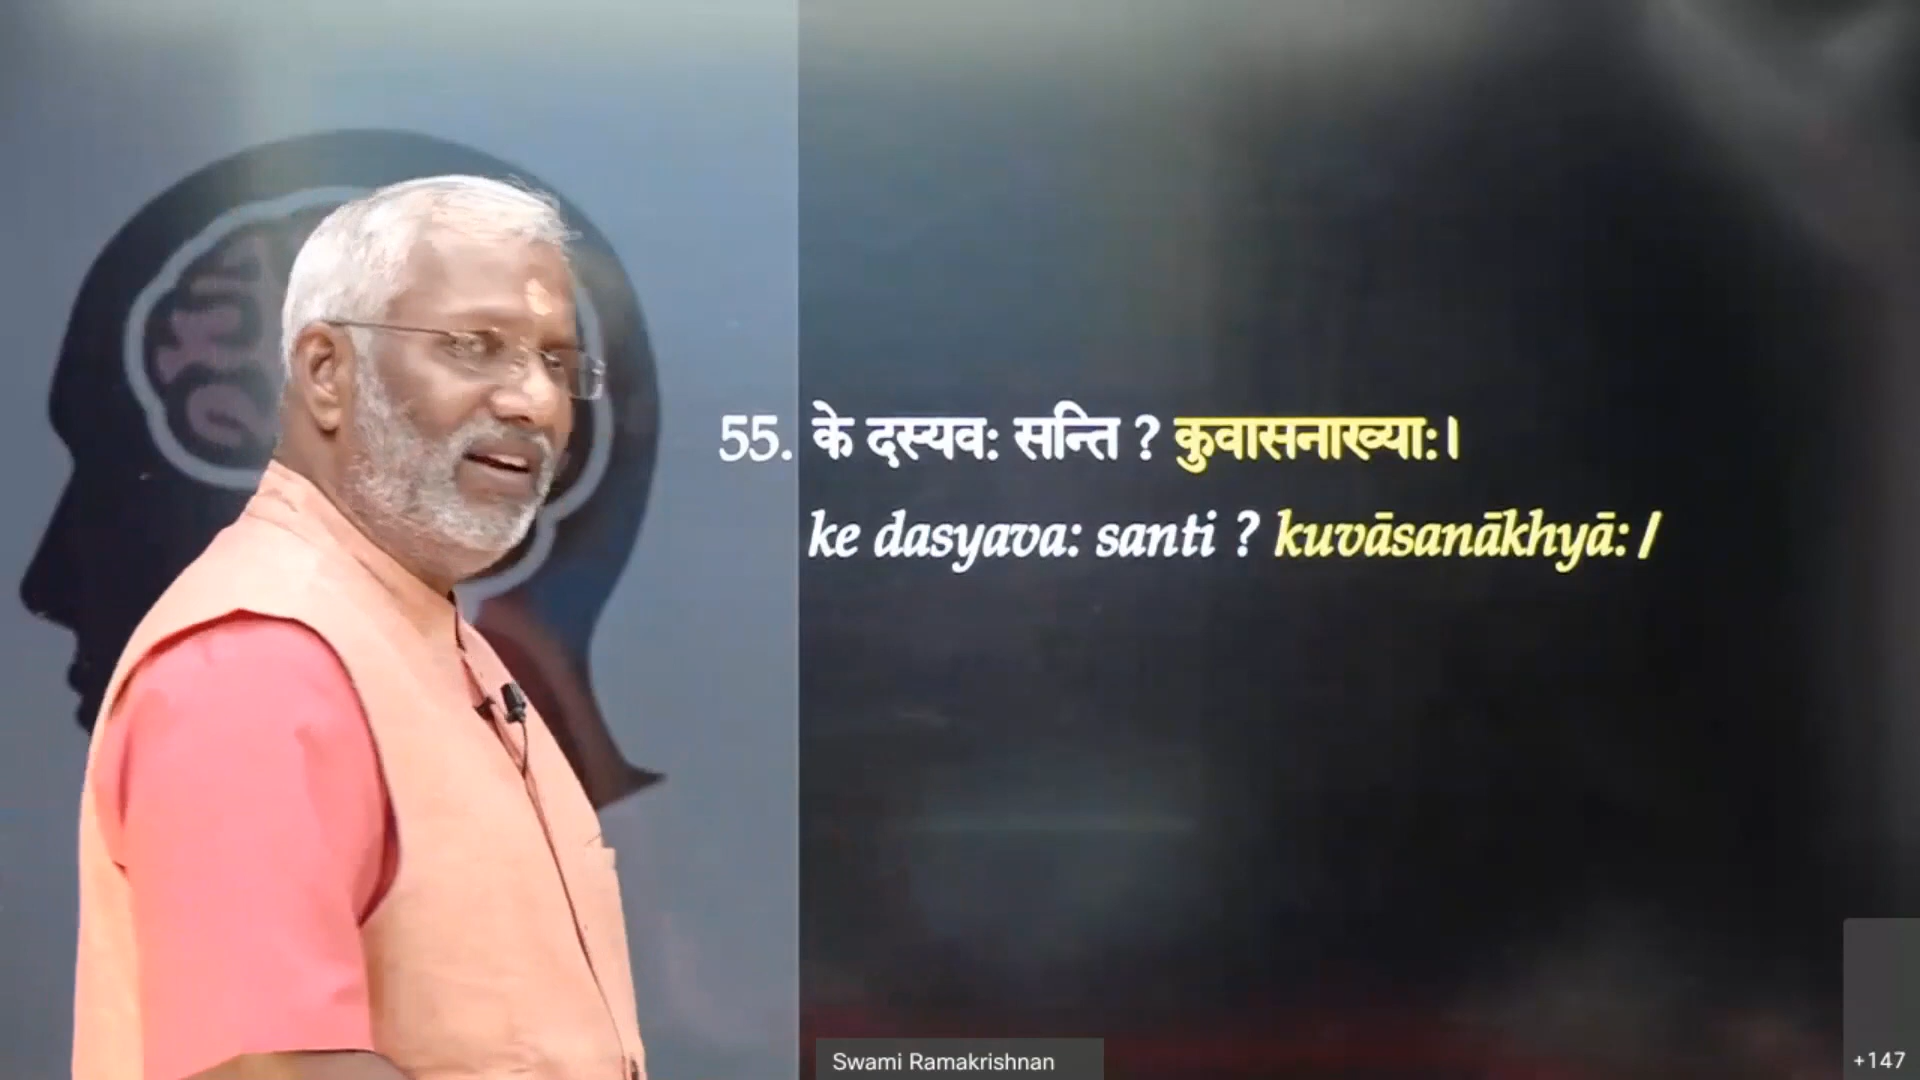 55. के दस्यव: सन्ति ? कुवासनाख्या:।
ke dasyava: santi ? kuvāsanākhyā: /
Swami Ramakrishnan
+147